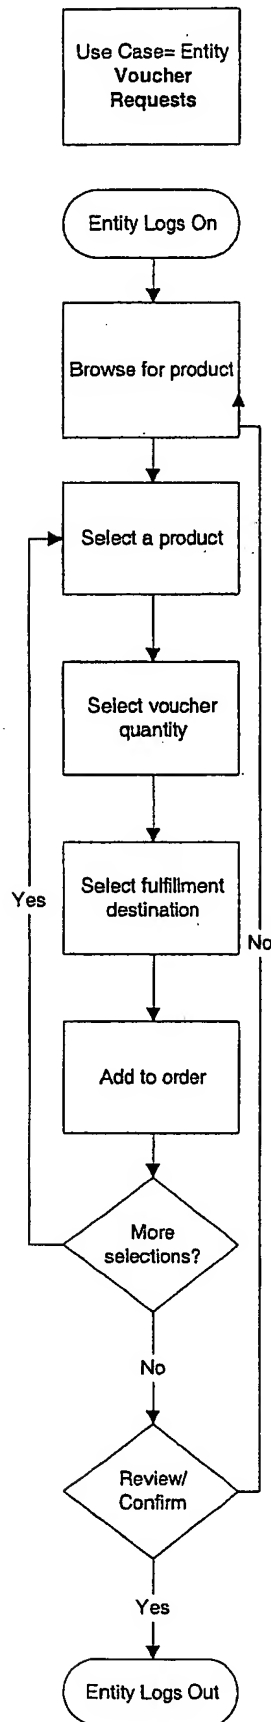 Use Case= Entity
Voucher
Requests
Entity Logs On
Browse for product
Select a product
Select voucher
quantity
Select fulfillment
destination
Yes
No
Add to order
More
selections?
No
Review/
Confirm
Yes
Entity Logs Out